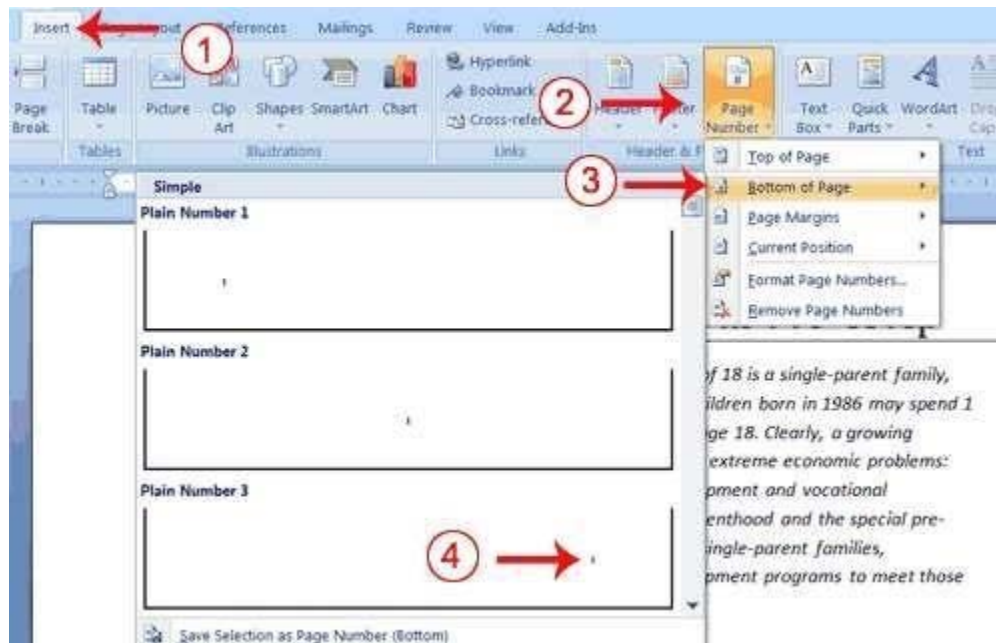 Insert Page Layout References Mailings Review View Add-Ins
1
Page Break
Table
Picture
Clip Art
Shapes
SmartArt
Chart
Hyperlink
Bookmark
Cross-refer
2
Header
Page Number
Text Box
Quick Parts
WordArt
Tables
Illustrations
Links
Header & F
Text
Top of Page
3
Bottom of Page
Page Margins
Current Position
Format Page Numbers...
Remove Page Numbers
Simple
Plain Number 1
Plain Number 2
Plain Number 3
4
Save Selection as Page Number (Bottom)
of 18 is a single-parent family,
ildren born in 1986 may spend 1
ge 18. Clearly, a growing
extreme economic problems:
pment and vocational
enthood and the special pre-
ingle-parent families,
pment programs to meet those